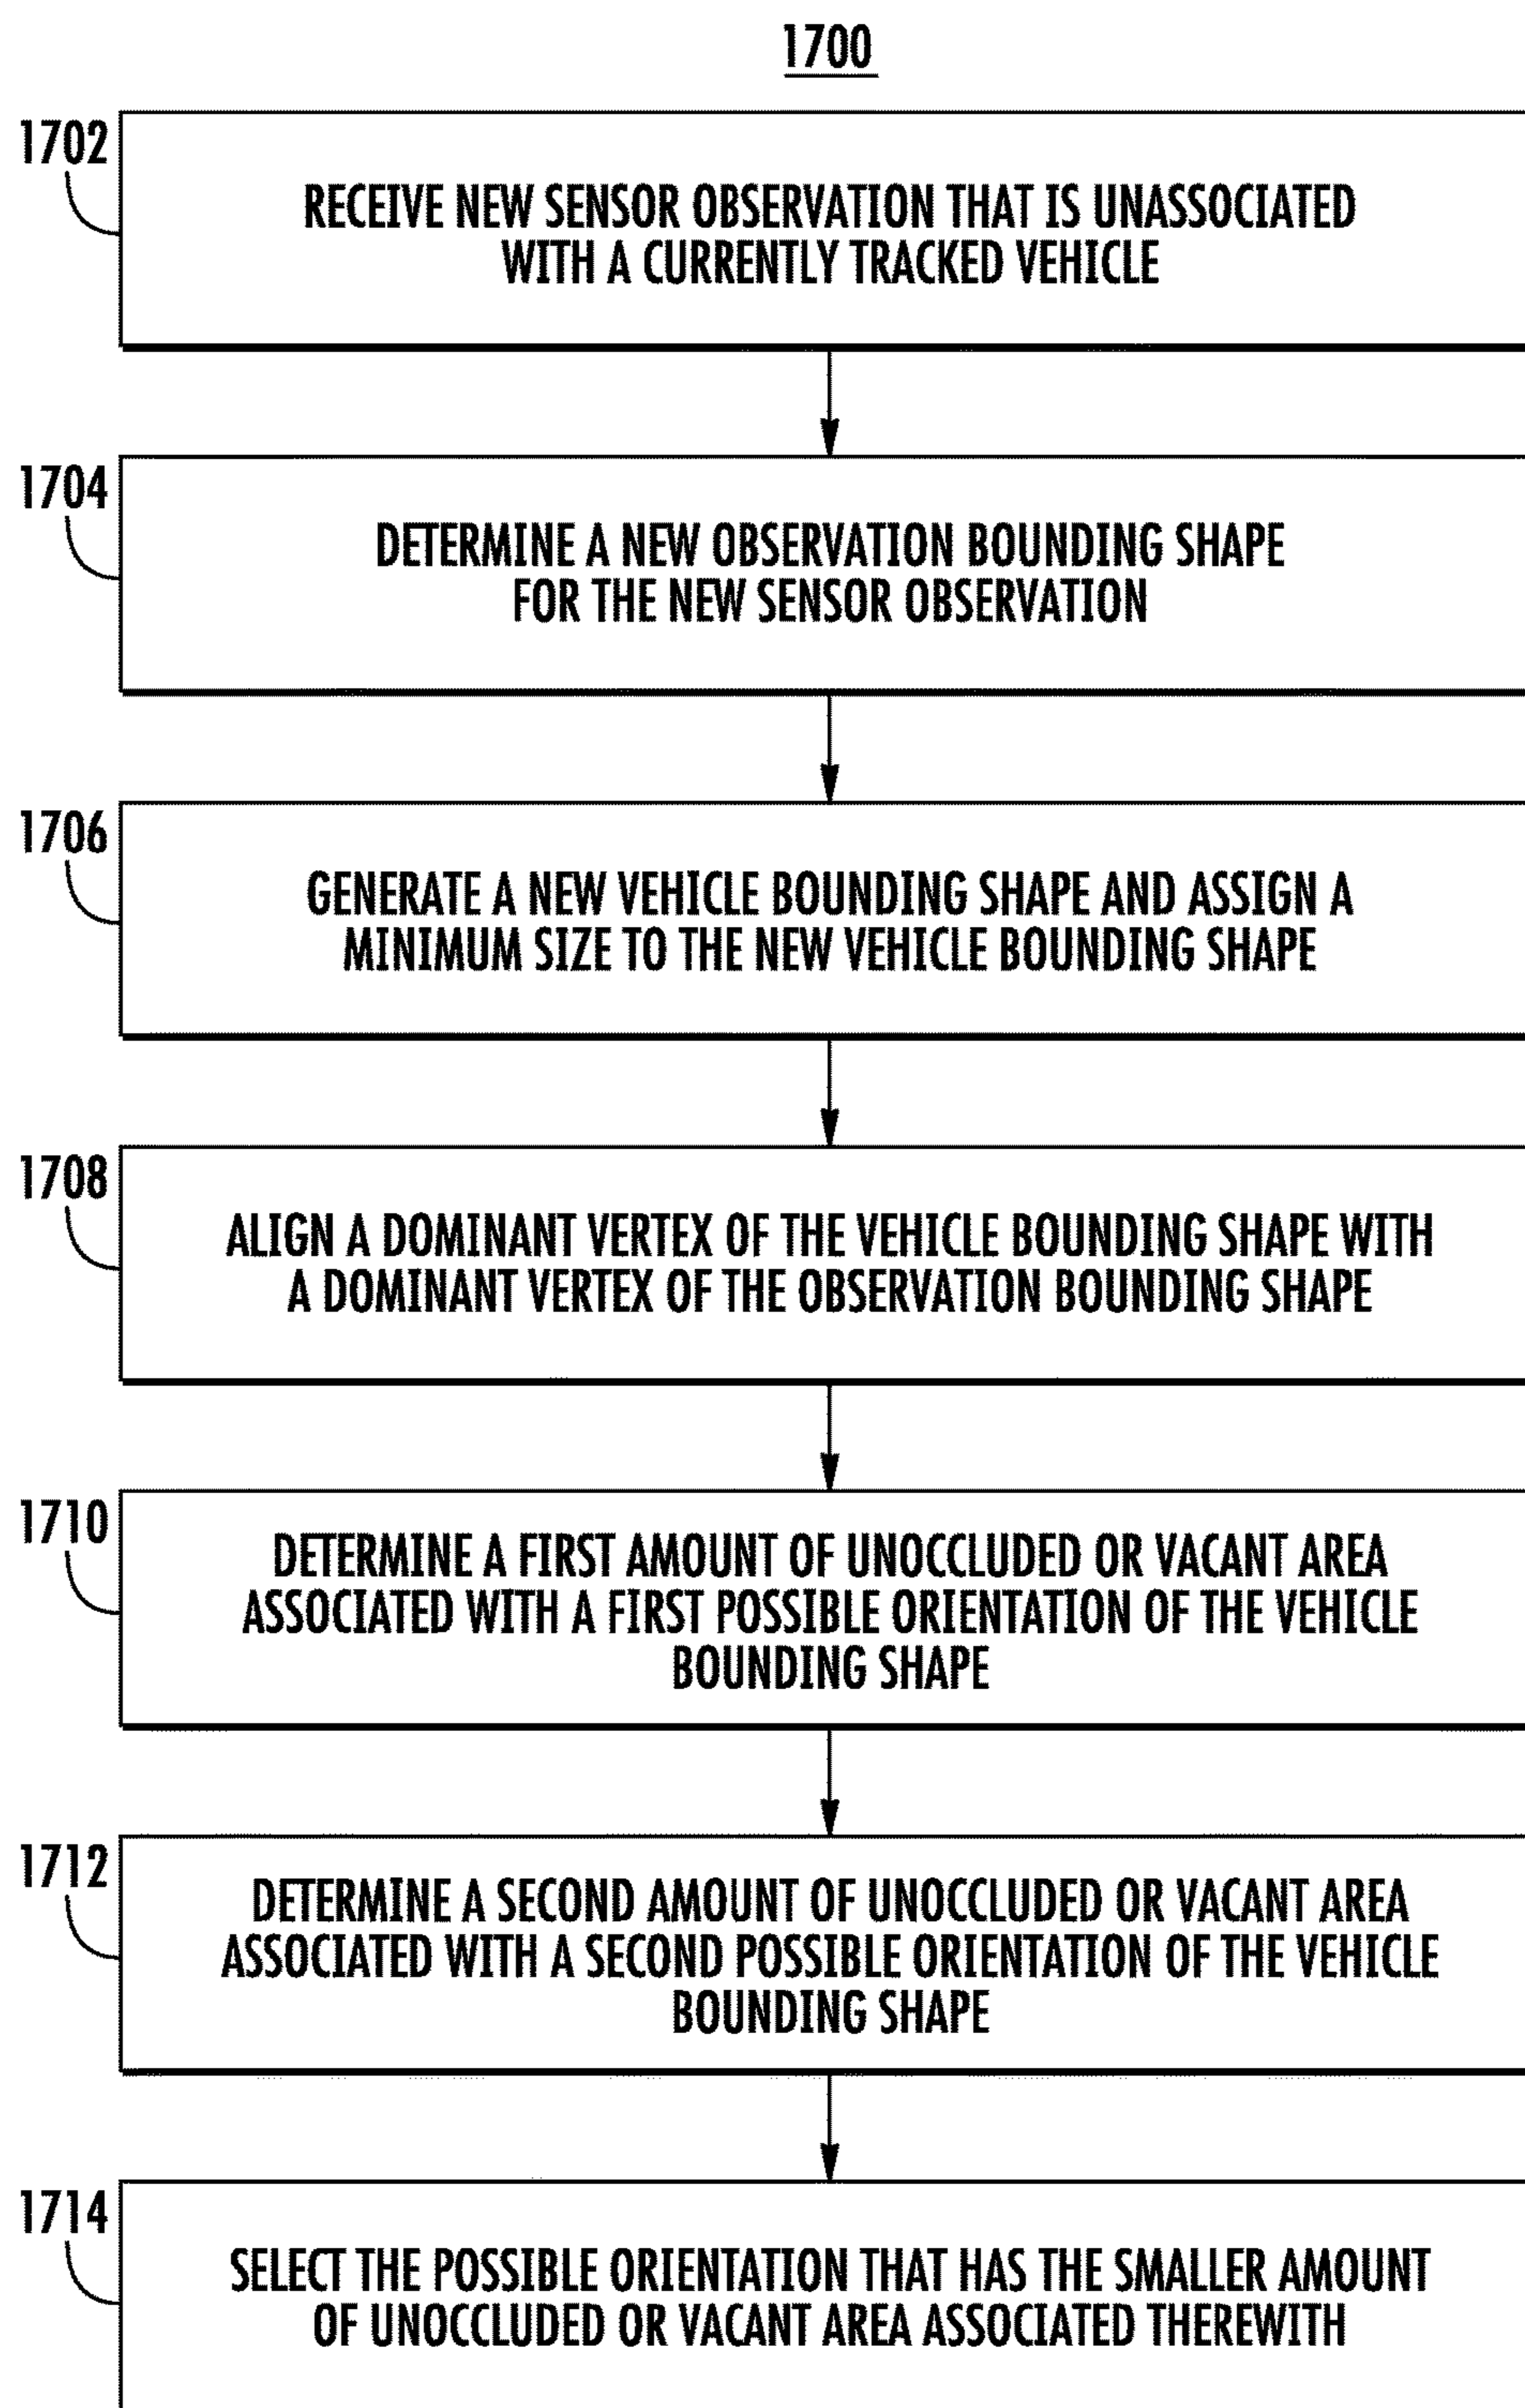 1700
1702
RECEIVE NEW SENSOR OBSERVATION THAT IS UNASSOCIATED
WITH A CURRENTLY TRACKED VEHICLE
1704
DETERMINE A NEW OBSERVATION BOUNDING SHAPE
FOR THE NEW SENSOR OBSERVATION
1706
GENERATE A NEW VEHICLE BOUNDING SHAPE AND ASSIGN A
MINIMUM SIZE TO THE NEW VEHICLE BOUNDING SHAPE
1708
ALIGN A DOMINANT VERTEX OF THE VEHICLE BOUNDING SHAPE WITH
A DOMINANT VERTEX OF THE OBSERVATION BOUNDING SHAPE
1710
DETERMINE A FIRST AMOUNT OF UNOCCLUDED OR VACANT AREA
ASSOCIATED WITH A FIRST POSSIBLE ORIENTATION OF THE VEHICLE
BOUNDING SHAPE
1712
DETERMINE A SECOND AMOUNT OF UNOCCLUDED OR VACANT AREA
ASSOCIATED WITH A SECOND POSSIBLE ORIENTATION OF THE VEHICLE
BOUNDING SHAPE
1714
SELECT THE POSSIBLE ORIENTATION THAT HAS THE SMALLER AMOUNT
OF UNOCCLUDED OR VACANT AREA ASSOCIATED THEREWITH